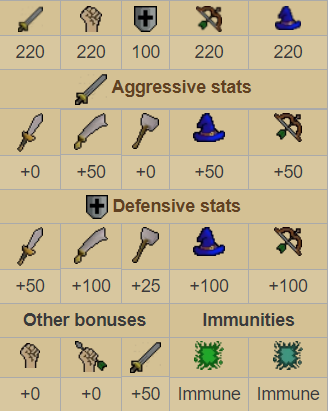 220 220 100 220 220
Aggressive stats
+0 +50 +0 +50 +50
Defensive stats
+50 +100 +25 +100 +100
Other bonuses Immunities
+0 +0 +50 Immune Immune